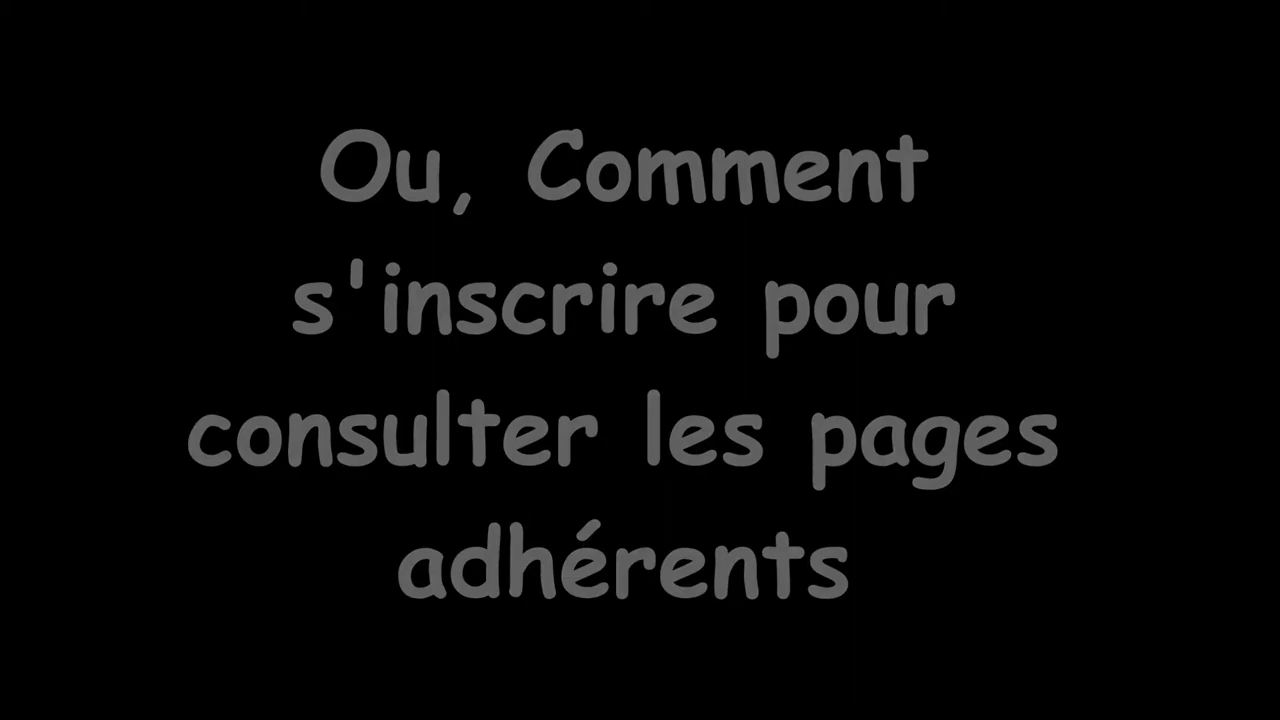 Ou, Comment
s'inscrire pour
consulter les pages
adhérents